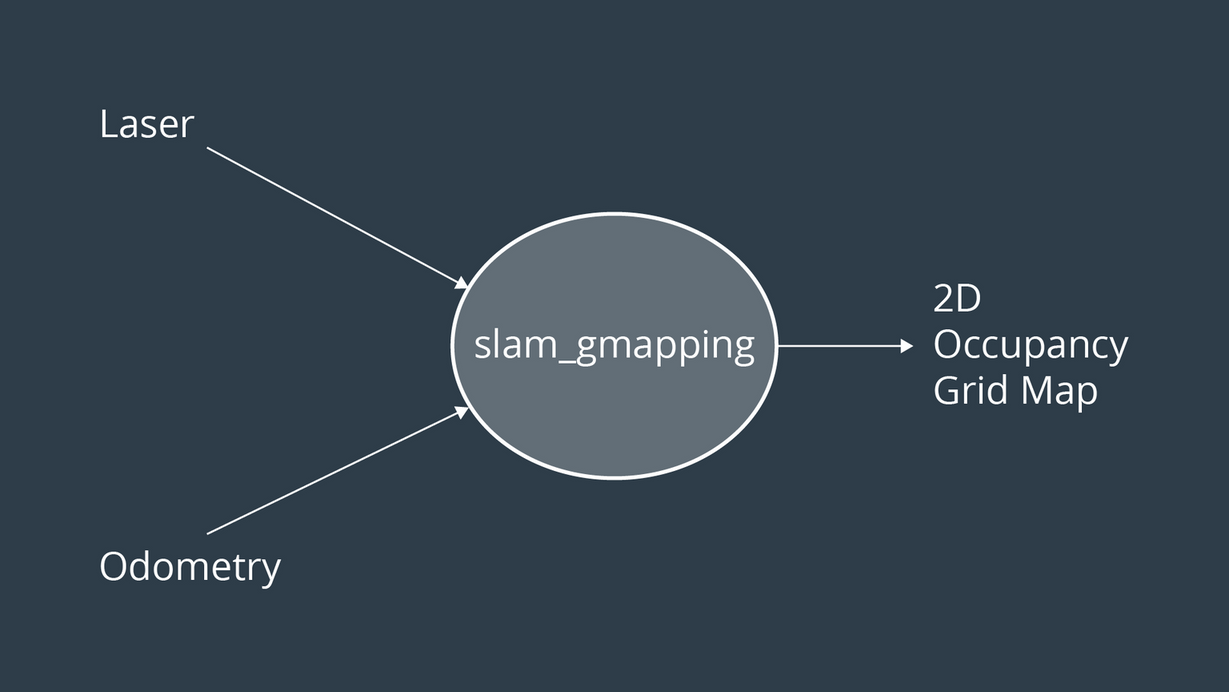 Laser
slam_gmapping
2D
Occupancy
Grid Map
Odometry